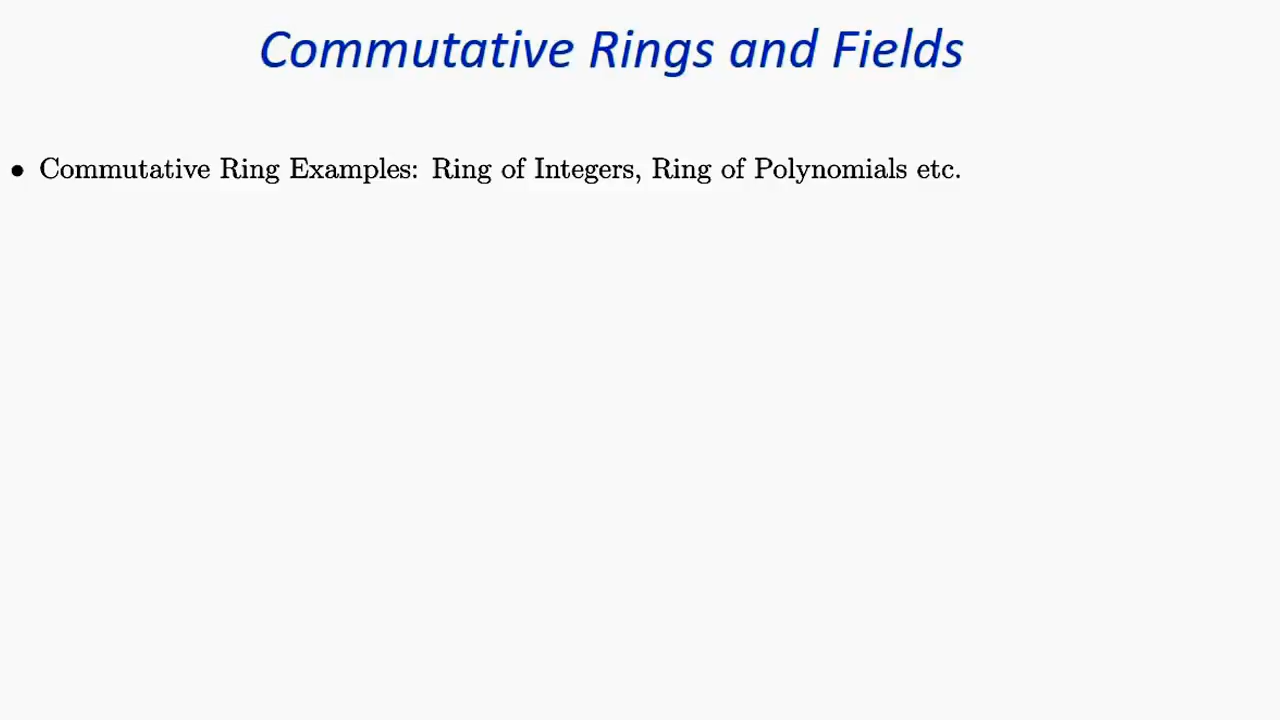 Commutative Rings and Fields
• Commutative Ring Examples: Ring of Integers, Ring of Polynomials etc.